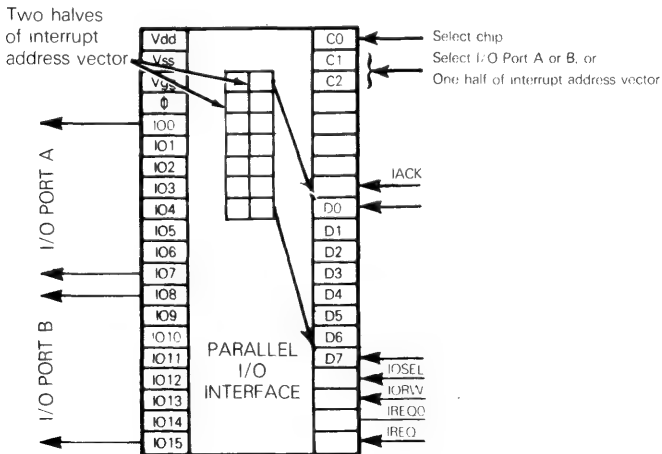 Two halves
of interrupt
address vector
Vdd
Vss
Φ
IO0
IO1
IO2
IO3
IO4
IO5
IO6
IO7
IO8
IO9
IO10
IO11
IO12
IO13
IO14
IO15
I/O PORT A
I/O PORT B
PARALLEL
I/O
INTERFACE
C0
C1
C2
D0
D1
D2
D3
D4
D5
D6
D7
Select chip
Select I/O Port A or B, or
One half of interrupt address vector
IACK
IOSEL
IORW
IREQ0
IREQ